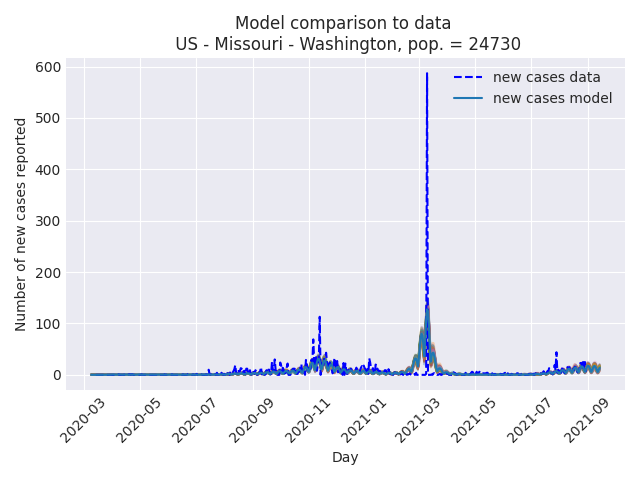 Model comparison to data
US - Missouri - Washington, pop. = 24730
new cases data
new cases model
Number of new cases reported
600
500
400
300
200
100
0
2020-03
2020-05
2020-07
2020-09
2020-11
2021-01
2021-03
2021-05
2021-07
2021-09
Day